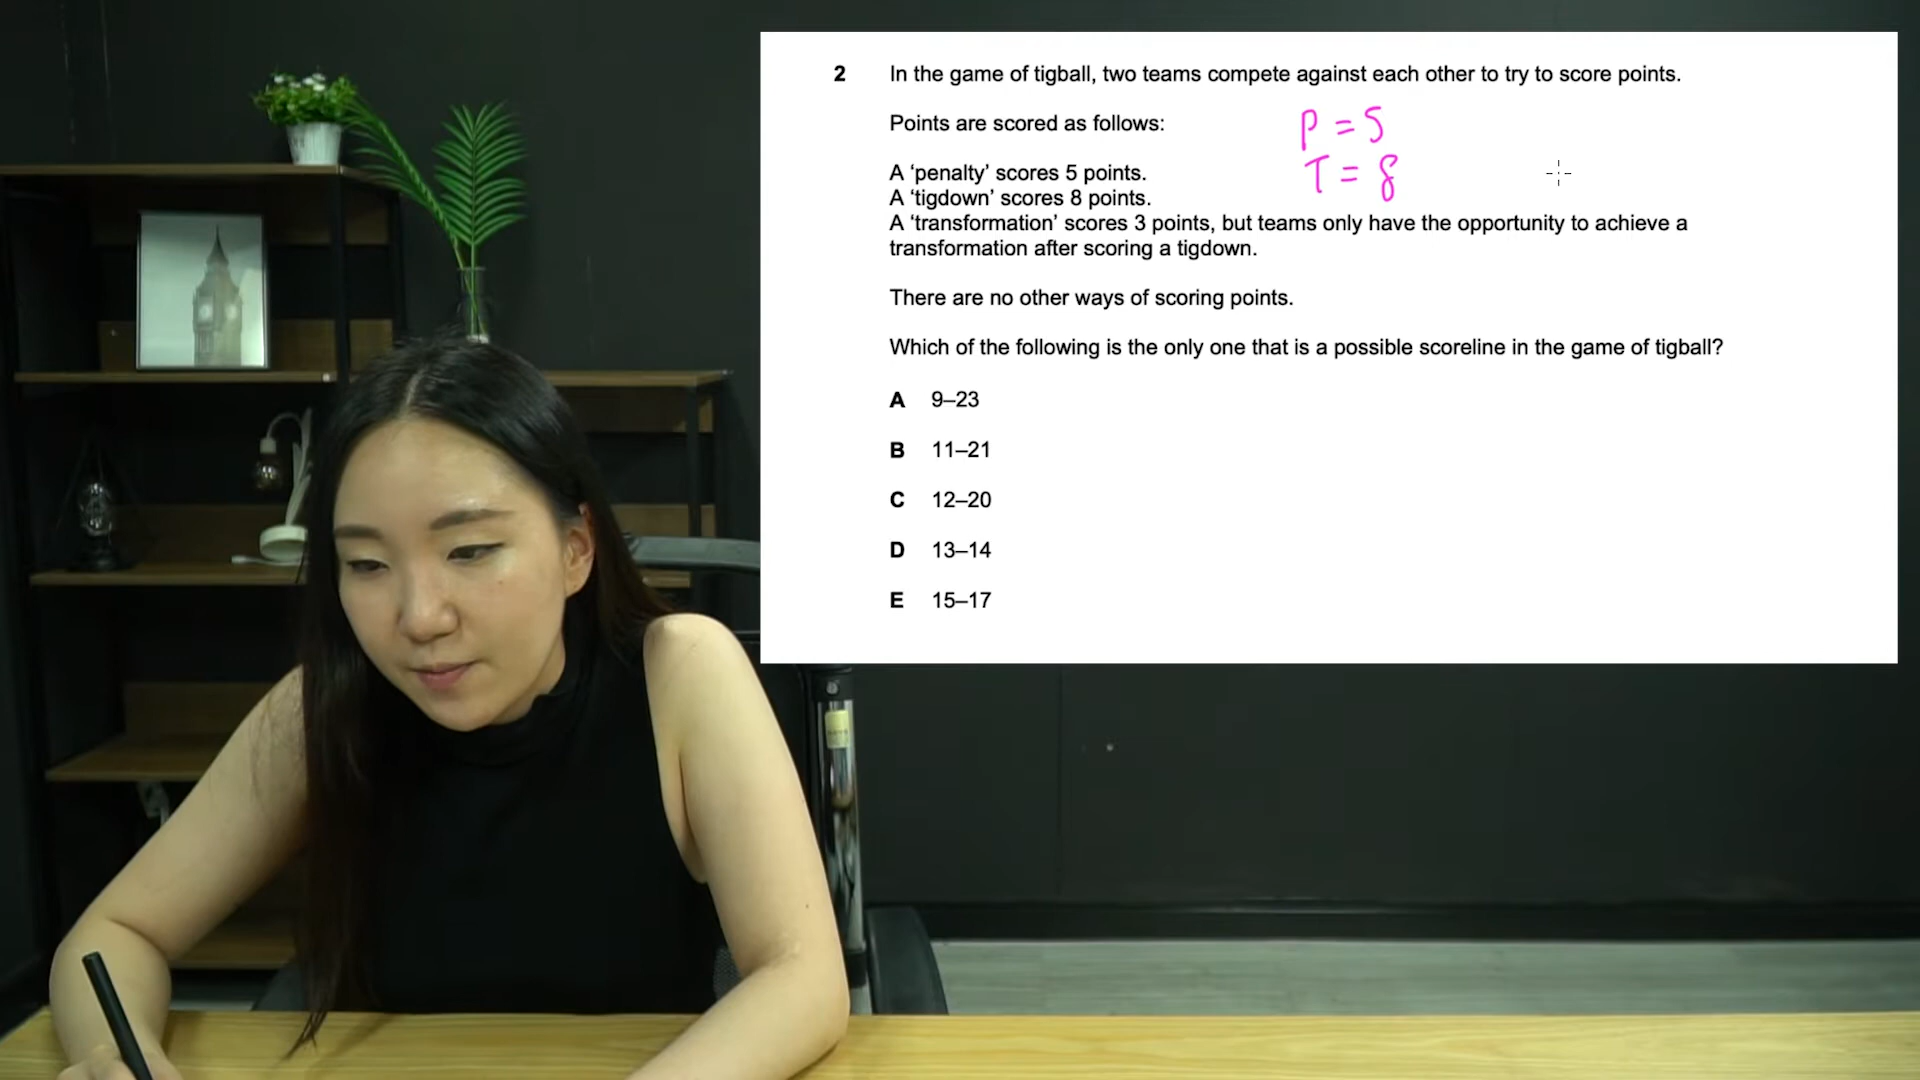 2 In the game of tigball, two teams compete against each other to try to score points.
Points are scored as follows:
P = 5
A ‘penalty’ scores 5 points.
T = 8
A ‘tigdown’ scores 8 points.
A ‘transformation’ scores 3 points, but teams only have the opportunity to achieve a
transformation after scoring a tigdown.
There are no other ways of scoring points.
Which of the following is the only one that is a possible scoreline in the game of tigball?
A 9–23
B 11–21
C 12–20
D 13–14
E 15–17